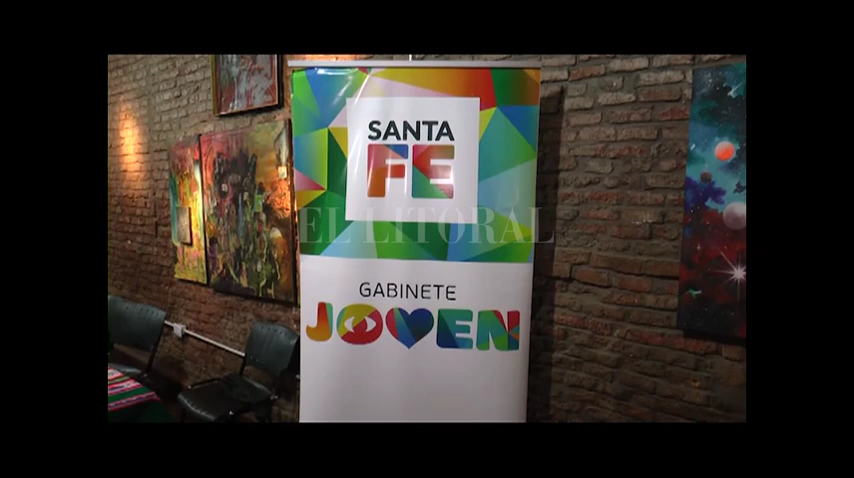 SANTA
FE
EL LITORAL
GABINETE
JOVEN